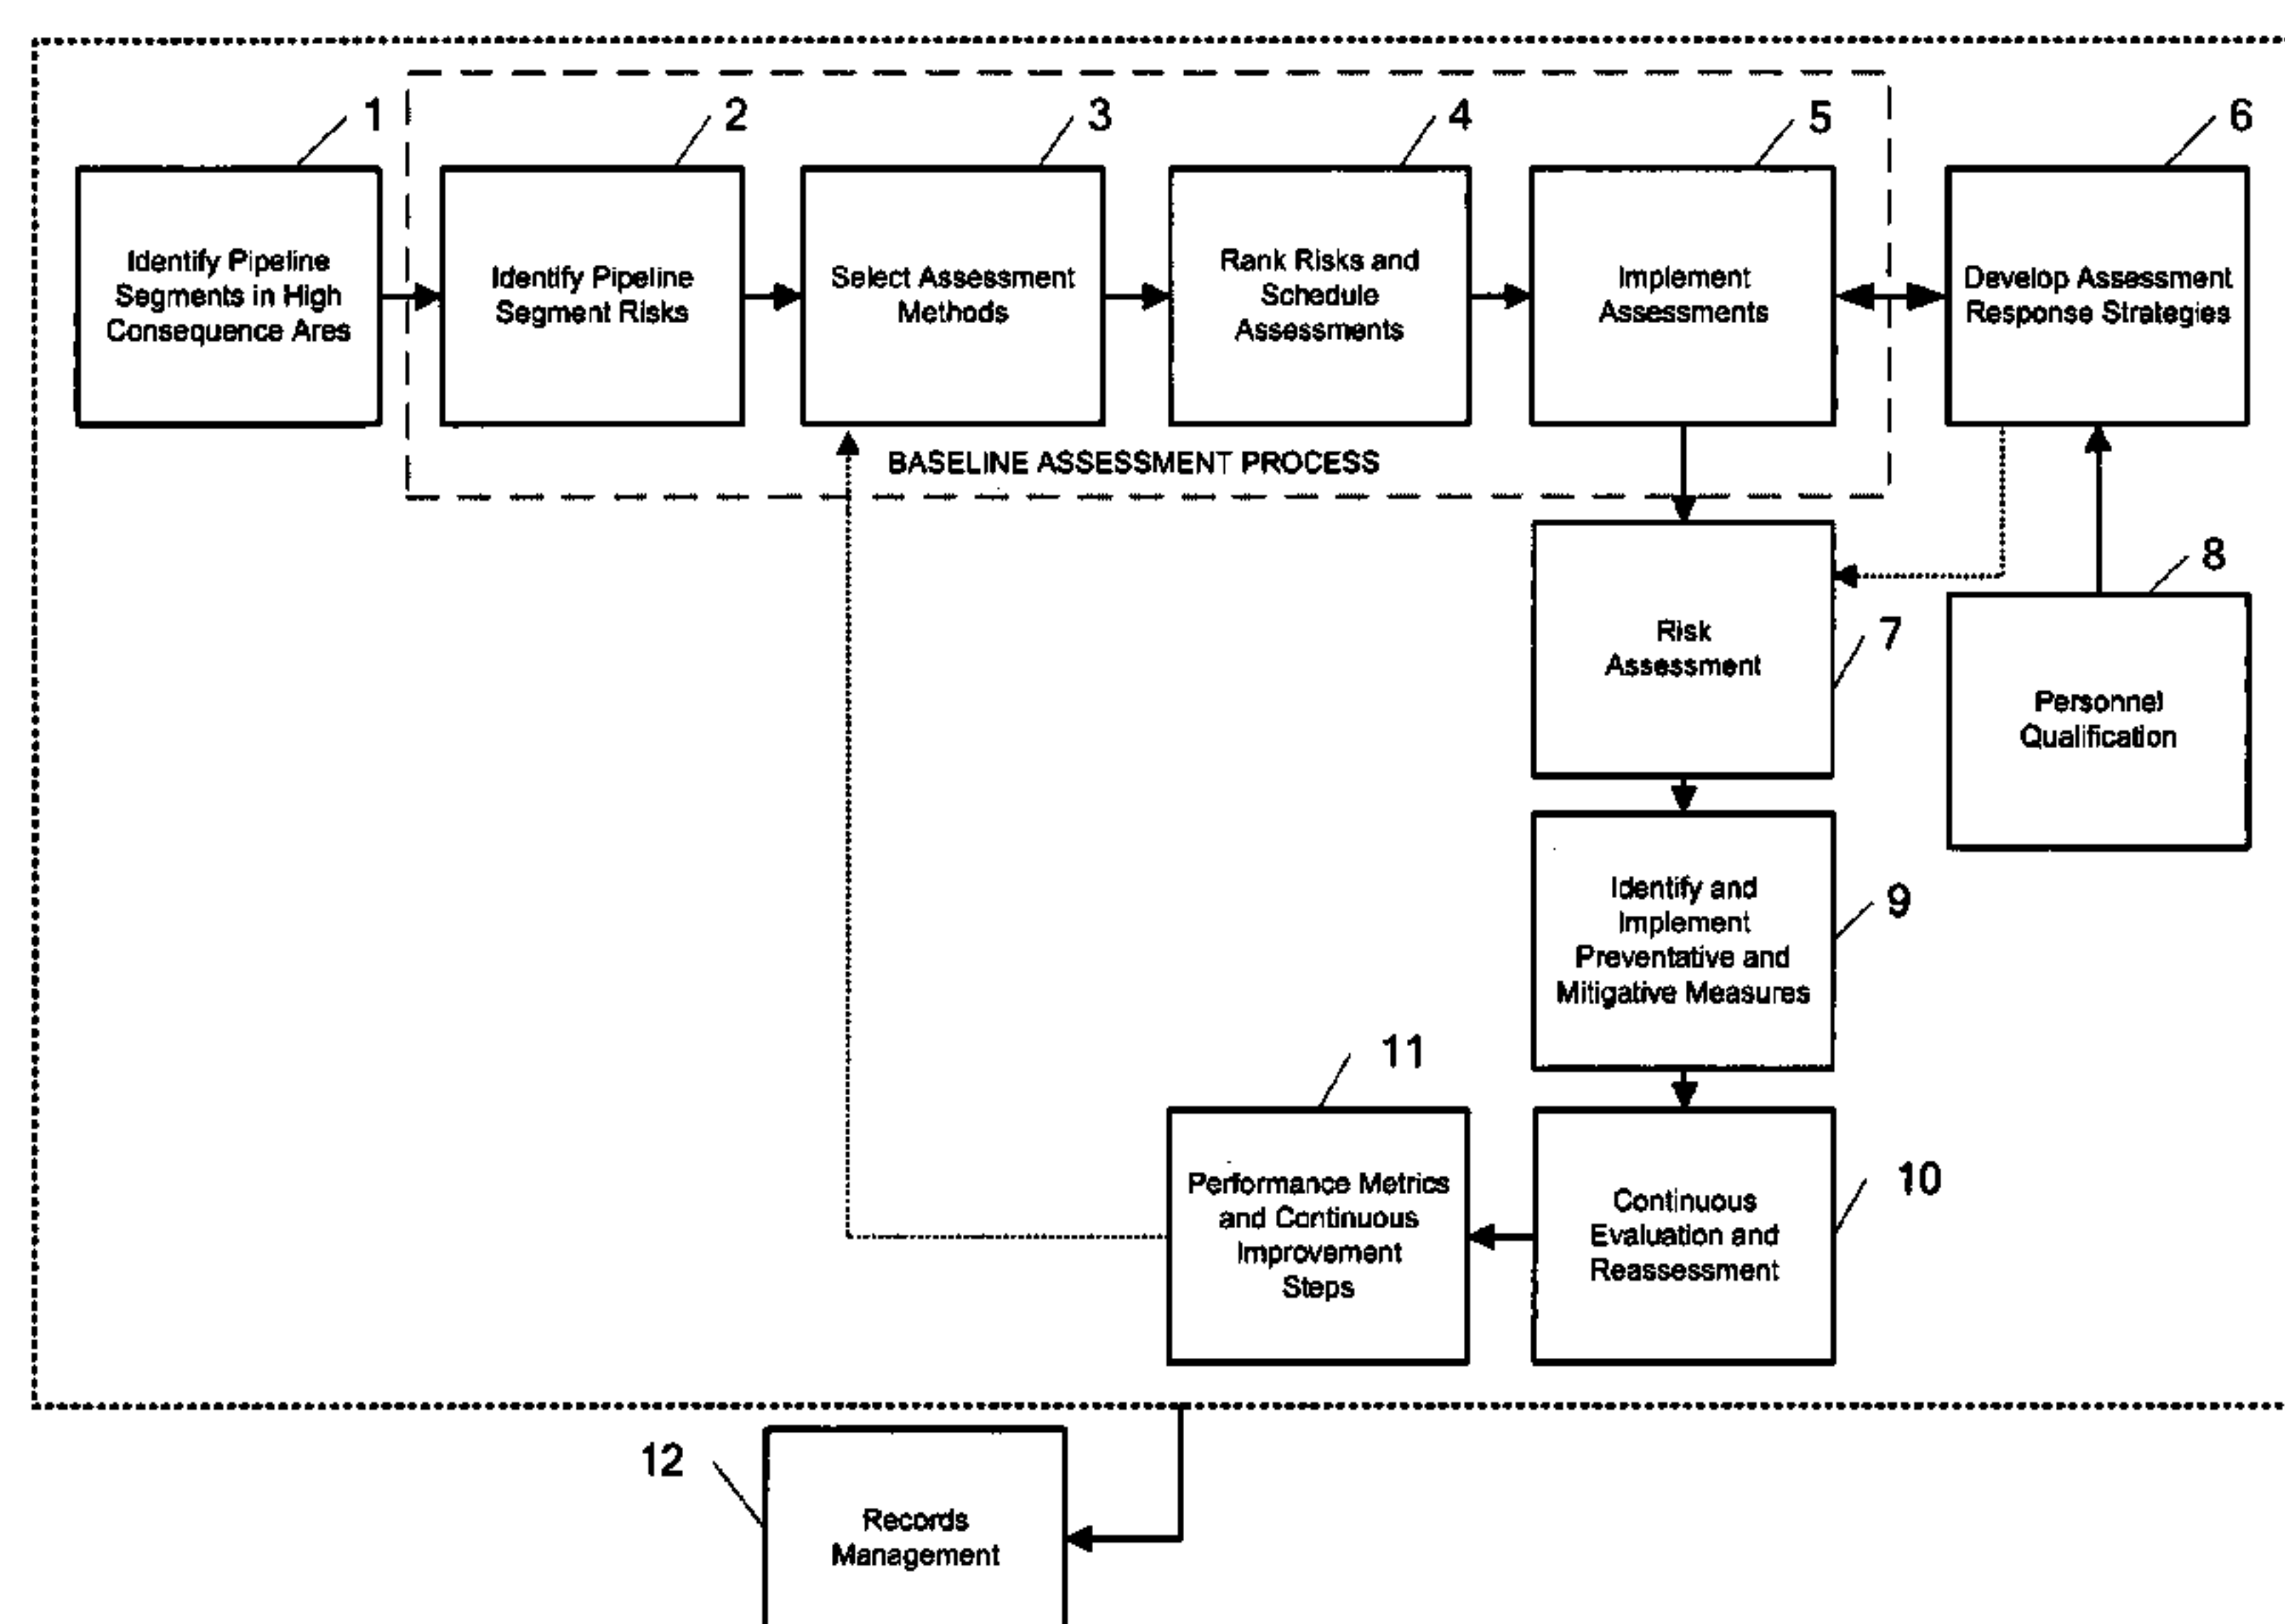 1
2
3
4
5
6
Identify Pipeline
Segments in High
Consequence Ares
Identify Pipeline
Segment Risks
Select Assessment
Methods
Rank Risks and
Schedule
Assessments
Implement
Assessments
Develop Assessment
Response Strategies
BASELINE ASSESSMENT PROCESS
Risk
Assessment
7
8
Personnel
Qualification
Identify and
Implement
Preventative and
Mitigative Measures
9
11
Performance Metrics
and Continuous
Improvement
Steps
Continuous
Evaluation and
Reassessment
10
12
Records
Management